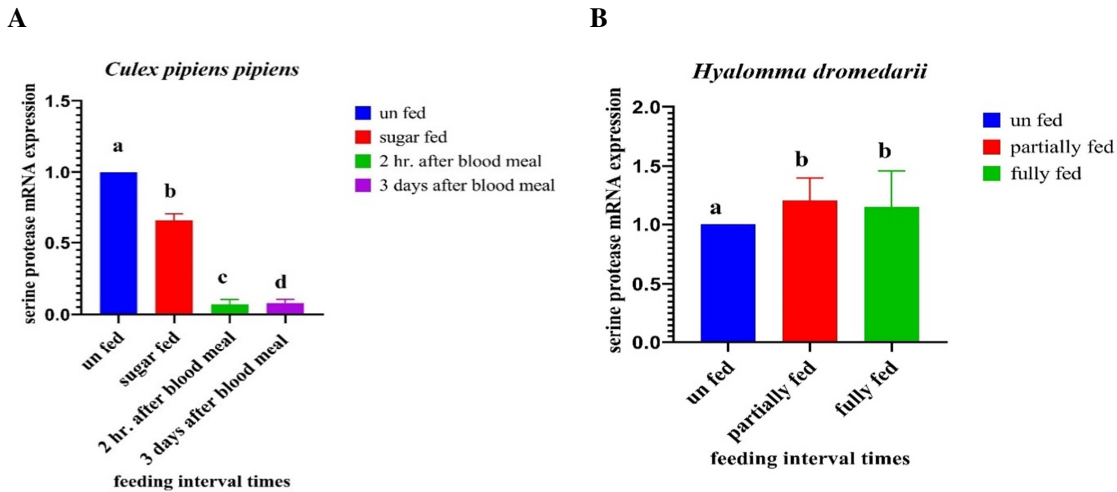 A
Culex pipiens pipiens
serine protease mRNA expression
1.5
1.0
0.5
0.0
a
b
c
d
un fed
sugar fed
2 hr. after blood meal
3 days after blood meal
un fed
sugar fed
2 hr. after blood meal
3 days after blood meal
feeding interval times
B
Hyalomma dromedarii
serine protease mRNA expression
2.0
1.5
1.0
0.5
0.0
a
b
b
un fed
partially fed
fully fed
un fed
partially fed
fully fed
feeding interval times